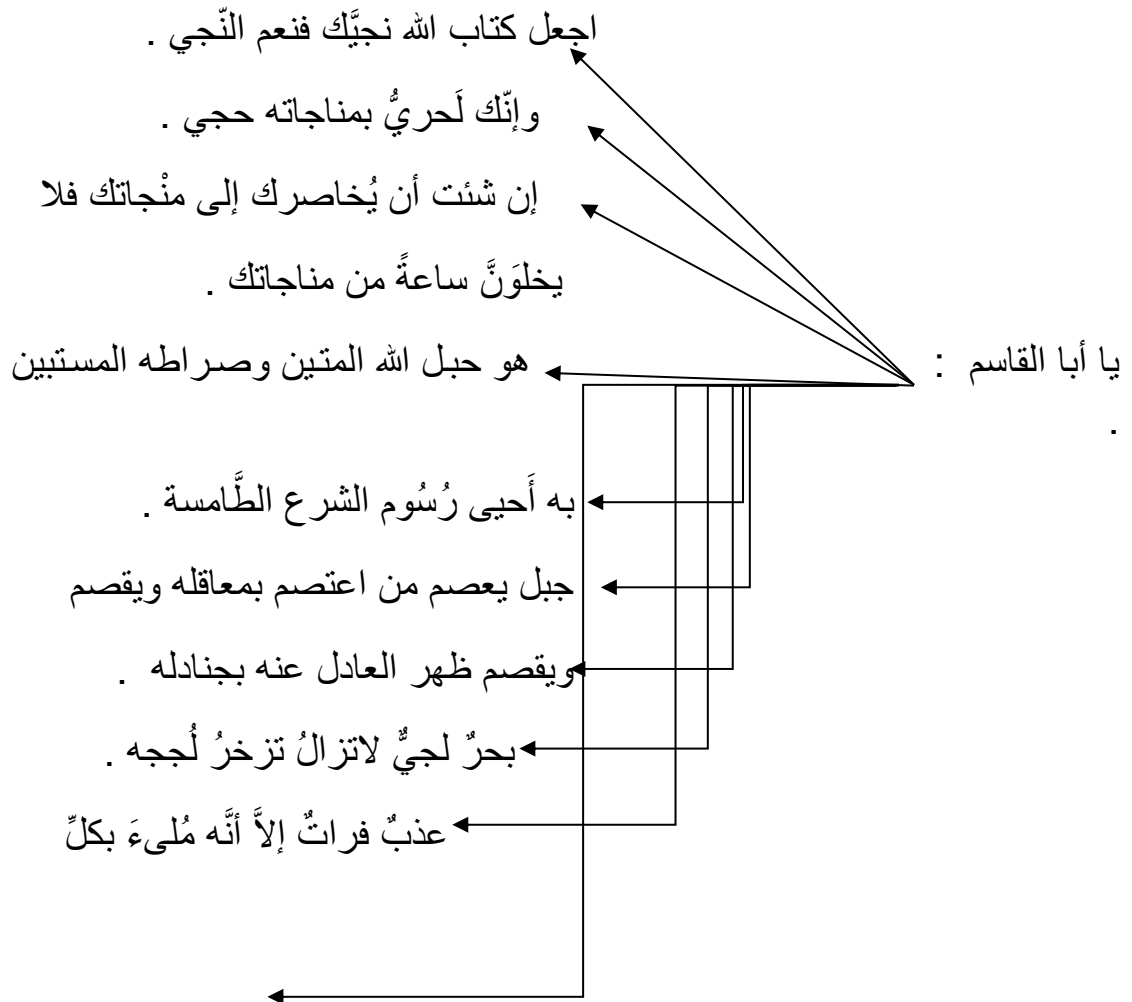 اجعل كتاب الله نجيَّك فنعم النّجي .
وإنّك لَحريُّ بمناجاته حجي .
إن شئت أن يُخاصرك إلى منْجاتك فلا
يخلوَنَّ ساعةً من مناجاتك .
يا أبا القاسم :
هو حبل الله المتين وصراطه المستبين
.
به أَحيى رُسُوم الشرع الطَّامسة .
جبل يعصم من اعتصم بمعاقله ويقصم
ويقصم ظهر العادل عنه بجنادله .
بحرٌ لجيٌّ لاتزالُ تزخرُ لُججه .
عذبٌ فراتٌ إلاَّ أنَّه مُلىءَ بكلِّ